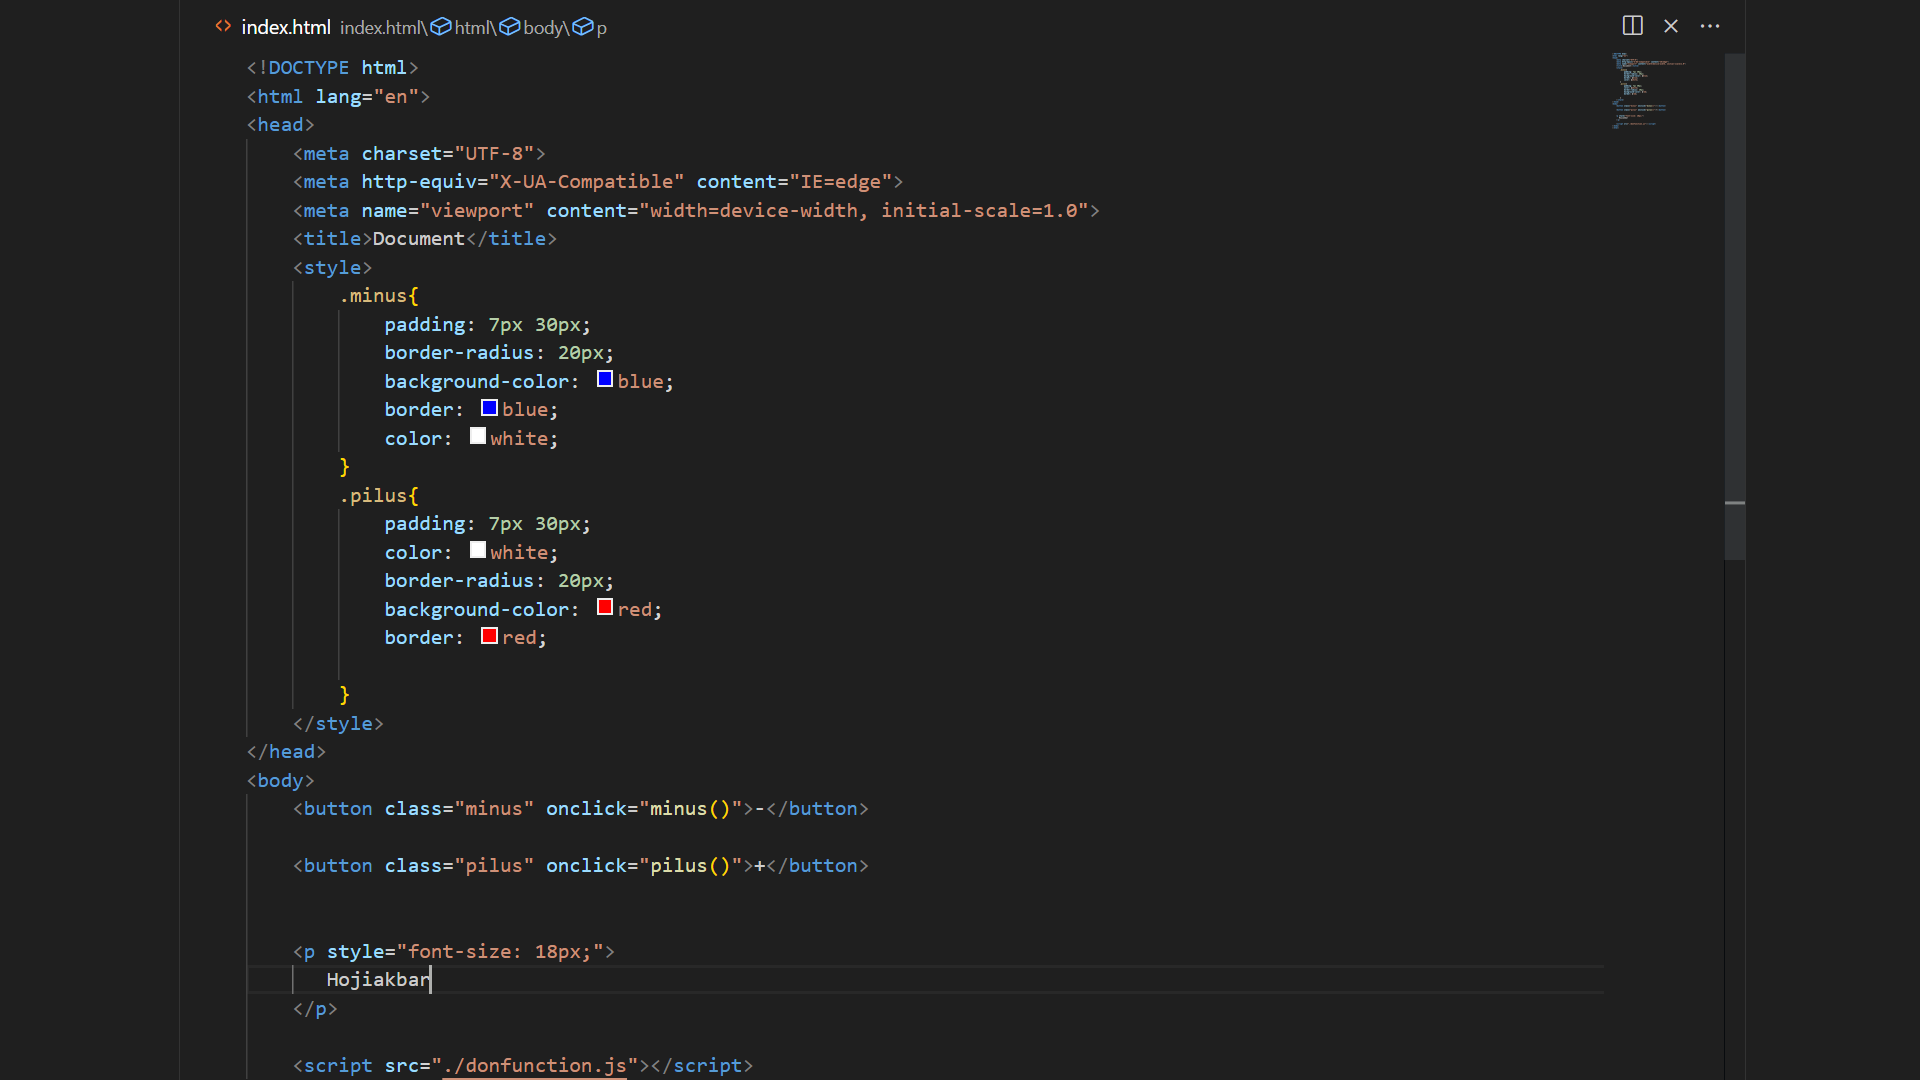 index.html index.html\html\body\p
<!DOCTYPE html>
<html lang="en">
<head>
    <meta charset="UTF-8">
    <meta http-equiv="X-UA-Compatible" content="IE=edge">
    <meta name="viewport" content="width=device-width, initial-scale=1.0">
    <title>Document</title>
    <style>
        .minus{
            padding: 7px 30px;
            border-radius: 20px;
            background-color: blue;
            border: blue;
            color: white;
        }
        .pilus{
            padding: 7px 30px;
            color: white;
            border-radius: 20px;
            background-color: red;
            border: red;
        }
    </style>
</head>
<body>
    <button class="minus" onclick="minus()">-</button>
    <button class="pilus" onclick="pilus()">+</button>
    <p style="font-size: 18px;">
       Hojiakbar
    </p>
    <script src="./donfunction.js"></script>